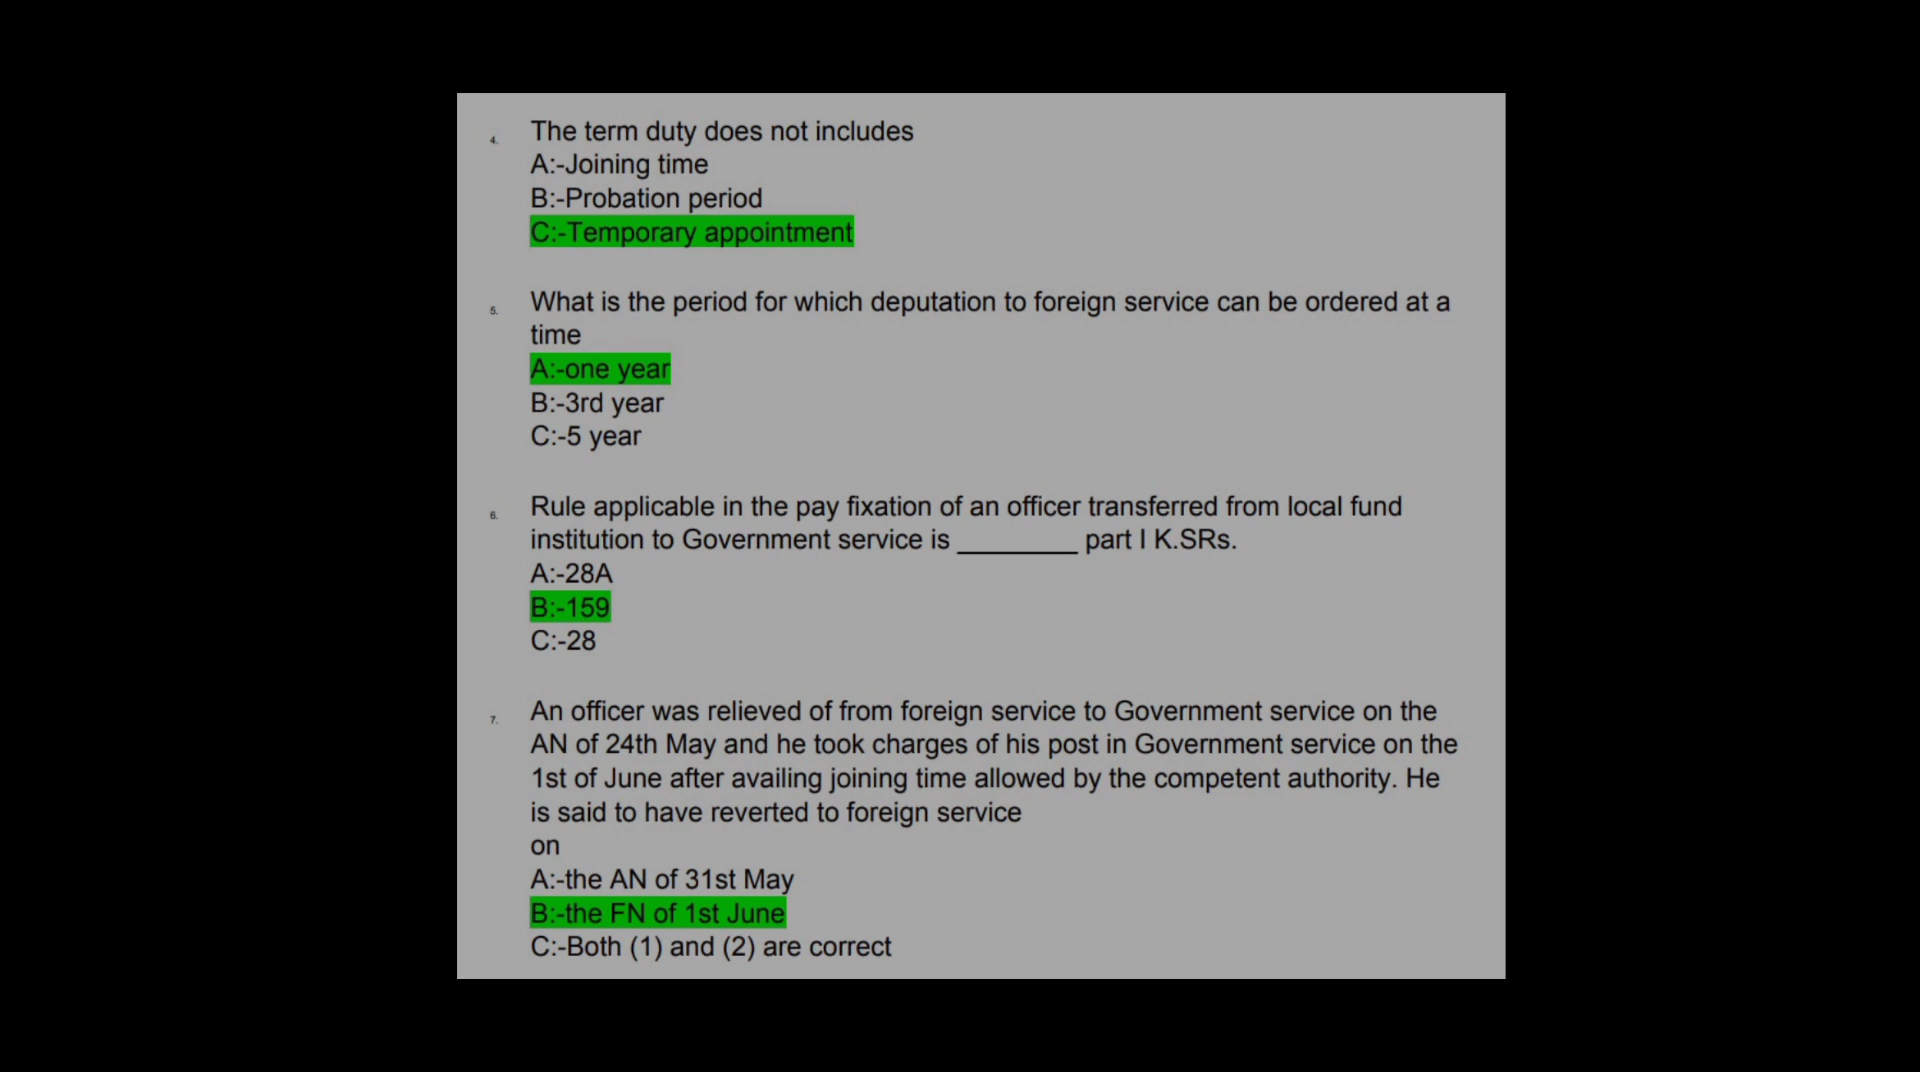 4. The term duty does not includes
A:-Joining time
B:-Probation period
C:-Temporary appointment
5. What is the period for which deputation to foreign service can be ordered at a
time
A:-one year
B:-3rd year
C:-5 year
6. Rule applicable in the pay fixation of an officer transferred from local fund
institution to Government service is ________ part I K.SRs.
A:-28A
B:-159
C:-28
7. An officer was relieved of from foreign service to Government service on the
AN of 24th May and he took charges of his post in Government service on the
1st of June after availing joining time allowed by the competent authority. He
is said to have reverted to foreign service
on
A:-the AN of 31st May
B:-the FN of 1st June
C:-Both (1) and (2) are correct